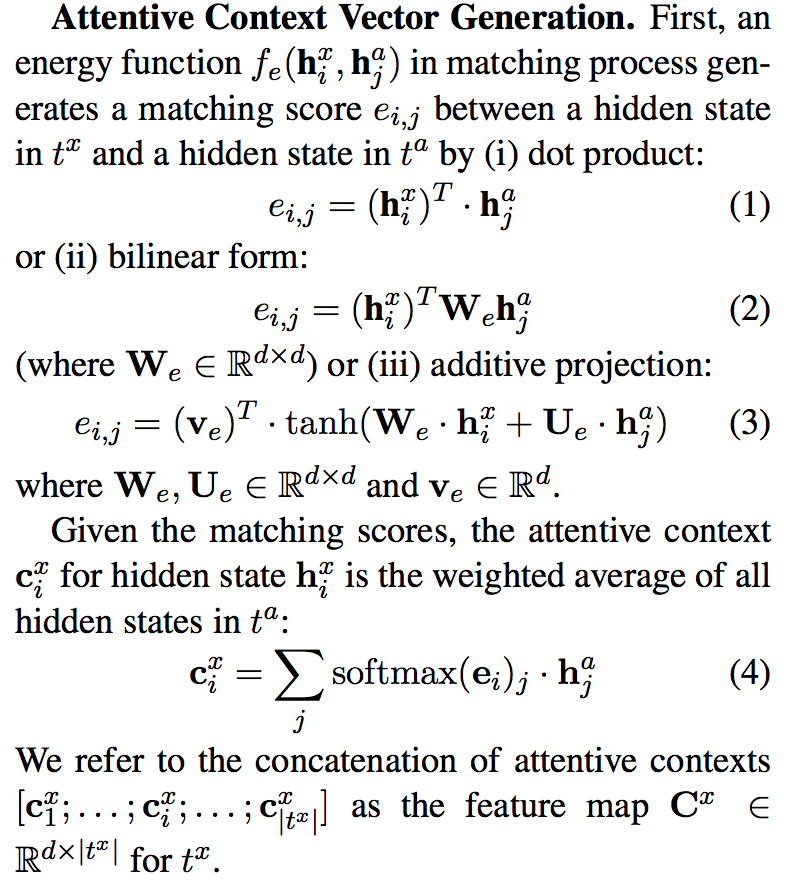 Attentive Context Vector Generation. First, an
energy function $f_e(\mathbf{h}_i^x, \mathbf{h}_j^a)$ in matching process gen-
erates a matching score $e_{i,j}$ between a hidden state
in $t^x$ and a hidden state in $t^a$ by (i) dot product:
$e_{i,j} = (\mathbf{h}_i^x)^T \cdot \mathbf{h}_j^a$ (1)
or (ii) bilinear form:
$e_{i,j} = (\mathbf{h}_i^x)^T \mathbf{W}_e \mathbf{h}_j^a$ (2)
(where $\mathbf{W}_e \in \mathbb{R}^{d \times d}$) or (iii) additive projection:
$e_{i,j} = (\mathbf{v}_e)^T \cdot \tanh(\mathbf{W}_e \cdot \mathbf{h}_i^x + \mathbf{U}_e \cdot \mathbf{h}_j^a)$ (3)
where $\mathbf{W}_e, \mathbf{U}_e \in \mathbb{R}^{d \times d}$ and $\mathbf{v}_e \in \mathbb{R}^d$.
Given the matching scores, the attentive context
$\mathbf{c}_i^x$ for hidden state $\mathbf{h}_i^x$ is the weighted average of all
hidden states in $t^a$:
$\mathbf{c}_i^x = \sum_j \text{softmax}(\mathbf{e}_i)_j \cdot \mathbf{h}_j^a$ (4)
We refer to the concatenation of attentive contexts
$[\mathbf{c}_1^x; \ldots; \mathbf{c}_i^x; \ldots; \mathbf{c}_{|t^x|}^x]$ as the feature map $\mathbf{C}^x \in$
$\mathbb{R}^{d \times |t^x|}$ for $t^x$.